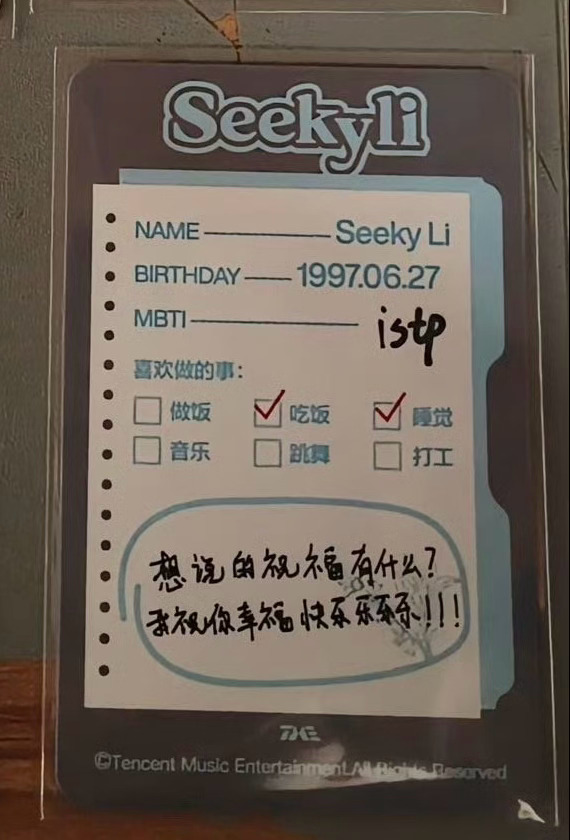 Seekyli
NAME Seeky Li
BIRTHDAY 1997.06.27
MBTI istp
喜欢做的事：
做饭 吃饭 睡觉
音乐 跳舞 打工
想说的祝福有什么？
我祝你幸福快乐乐乐乐！！！
©Tencent Music Entertainment.All Rights Reserved